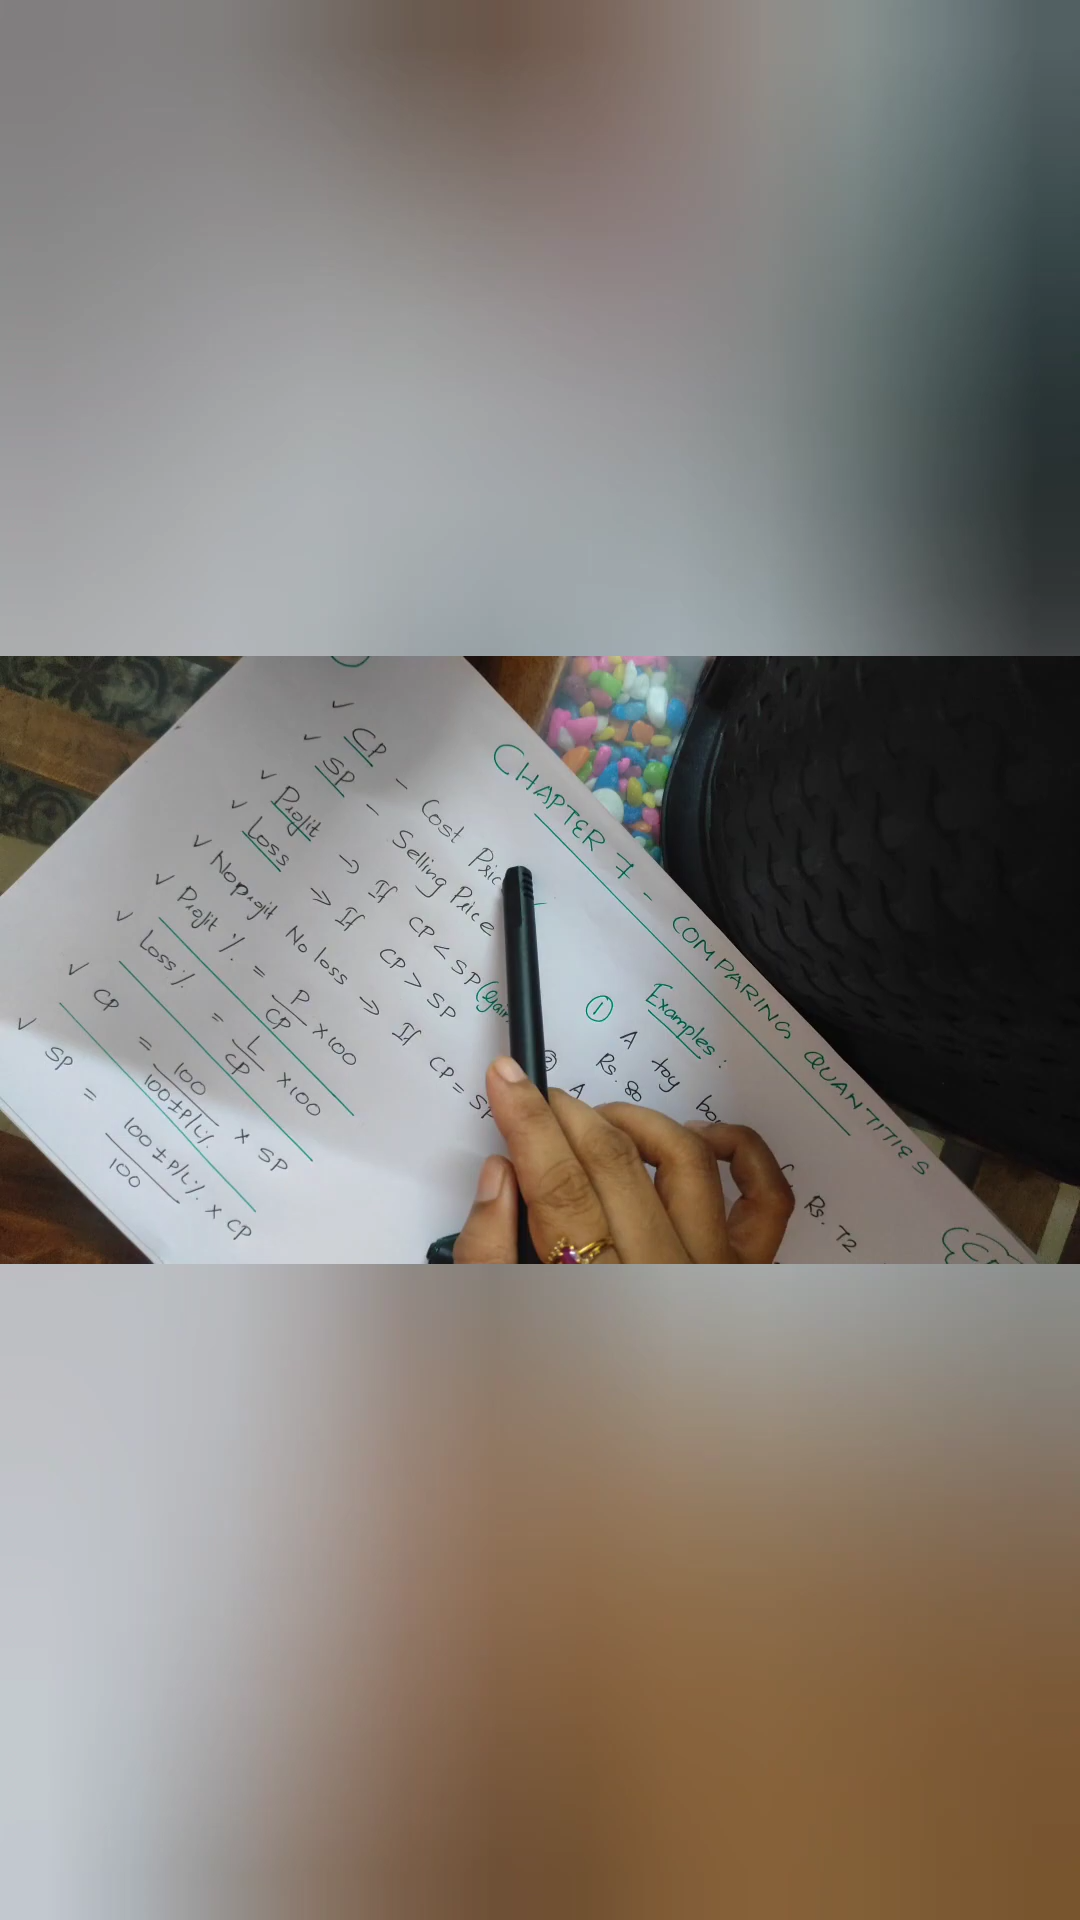 CHAPTER 7 - COMPARING QUANTITIES
✓ CP - Cost Price
✓ SP - Selling Price
✓ Profit → If CP < SP (gain
✓ Loss ⇒ If CP > SP
✓ No profit No loss ⇒ If CP = SP
✓ Profit % = P/CP × 100
✓ Loss % = L/CP × 100
✓ CP = 100/100±P/L% × SP
✓ SP = 100±P/L%/100 × CP
Examples:
① A toy Rs. 72
Rs. 80
② A